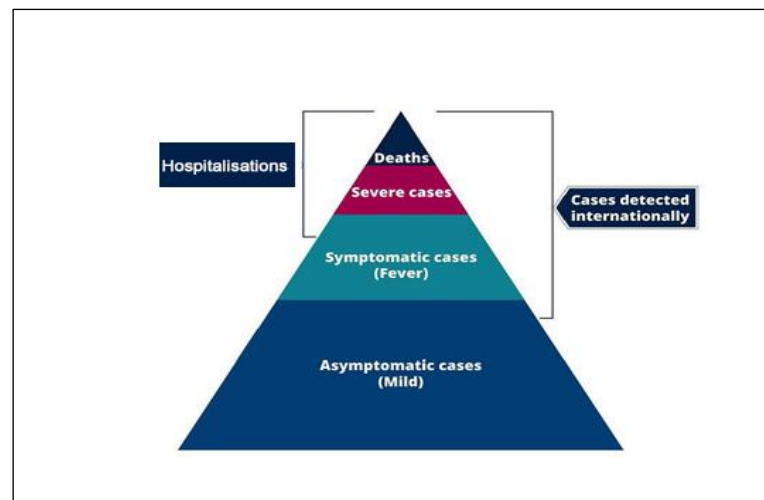 Deaths
Hospitalisations
Severe cases
Cases detected
internationally
Symptomatic cases
(Fever)
Asymptomatic cases
(Mild)